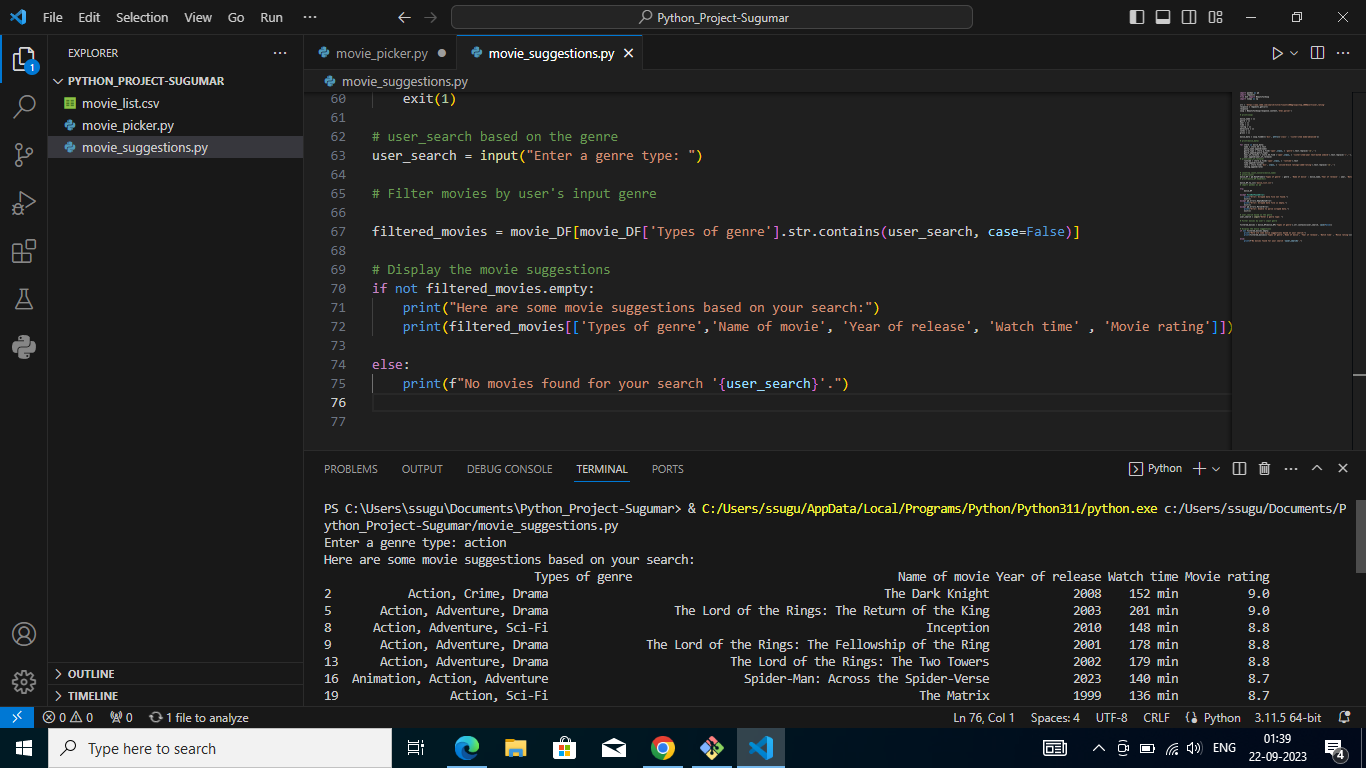 File Edit Selection View Go Run ··· Python_Project-Sugumar
EXPLORER ···
1
PYTHON_PROJECT-SUGUMAR
movie_list.csv
movie_picker.py
movie_suggestions.py
OUTLINE
TIMELINE
movie_picker.py movie_suggestions.py
movie_suggestions.py
60 exit(1)
61
62 # user_search based on the genre
63 user_search = input("Enter a genre type: ")
64
65 # Filter movies by user's input genre
66
67 filtered_movies = movie_DF[movie_DF['Types of genre'].str.contains(user_search, case=False)]
68
69 # Display the movie suggestions
70 if not filtered_movies.empty:
71 print("Here are some movie suggestions based on your search:")
72 print(filtered_movies[['Types of genre','Name of movie', 'Year of release', 'Watch time' , 'Movie rating']])
73
74 else:
75 print(f"No movies found for your search '{user_search}'.")
76
77
PROBLEMS OUTPUT DEBUG CONSOLE TERMINAL PORTS Python
PS C:\Users\ssugu\Documents\Python_Project-Sugumar> & C:/Users/ssugu/AppData/Local/Programs/Python/Python311/python.exe c:/Users/ssugu/Documents/P
ython_Project-Sugumar/movie_suggestions.py
Enter a genre type: action
Here are some movie suggestions based on your search:
Types of genre Name of movie Year of release Watch time Movie rating
2 Action, Crime, Drama The Dark Knight 2008 152 min 9.0
5 Action, Adventure, Drama The Lord of the Rings: The Return of the King 2003 201 min 9.0
8 Action, Adventure, Sci-Fi Inception 2010 148 min 8.8
9 Action, Adventure, Drama The Lord of the Rings: The Fellowship of the Ring 2001 178 min 8.8
13 Action, Adventure, Drama The Lord of the Rings: The Two Towers 2002 179 min 8.8
16 Animation, Action, Adventure Spider-Man: Across the Spider-Verse 2023 140 min 8.7
19 Action, Sci-Fi The Matrix 1999 136 min 8.7
0 0 0 1 file to analyze Ln 76, Col 1 Spaces: 4 UTF-8 CRLF Python 3.11.5 64-bit
Type here to search ENG 01:39
22-09-2023 4